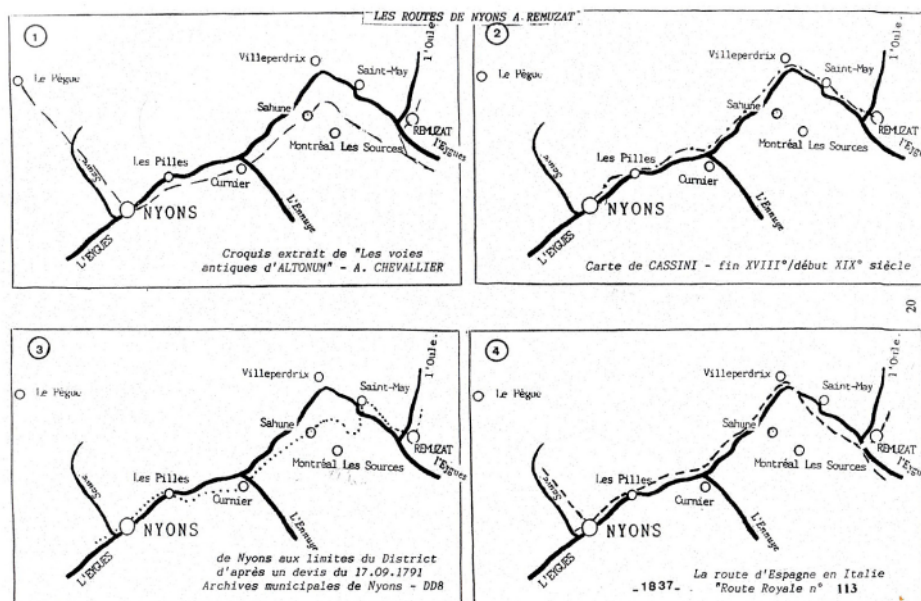 LES ROUTES DE NYONS A REMUZAT
1
l'Oule.
Villeperdrix
Le Pègue
Saint-May
Sahune
REMUZAT
l'Eygues
Montréal Les Sources
Les Pilles
Curnier
NYONS
L'Ennuge
L'EYGUES
Croquis extrait de "Les voies
antiques d'ALTONUM" - A. CHEVALLIER
2
l'Oule.
Villeperdrix
Le Pègue
Saint-May
Sahune
REMUZAT
l'Eygues
Montréal Les Sources
Les Pilles
Curnier
NYONS
L'Ennuge
L'EYGUES
Carte de CASSINI - fin XVIII°/début XIX° siècle
20
3
l'Oule.
Villeperdrix
Le Pègue
Saint-May
Sahune
REMUZAT
l'Eygues
Montréal Les Sources
Les Pilles
Curnier
NYONS
L'Ennuge
L'EYGUES
de Nyons aux limites du District
d'après un devis du 17.09.1791
Archives municipales de Nyons - DD8
4
l'Oule.
Villeperdrix
Le Pègue
Saint-May
Sahune
REMUZAT
l'Eygues
Montréal Les Sources
Les Pilles
Curnier
NYONS
L'Ennuge
L'EYGUES
La route d'Espagne en Italie
-1837- "Route Royale n° 113